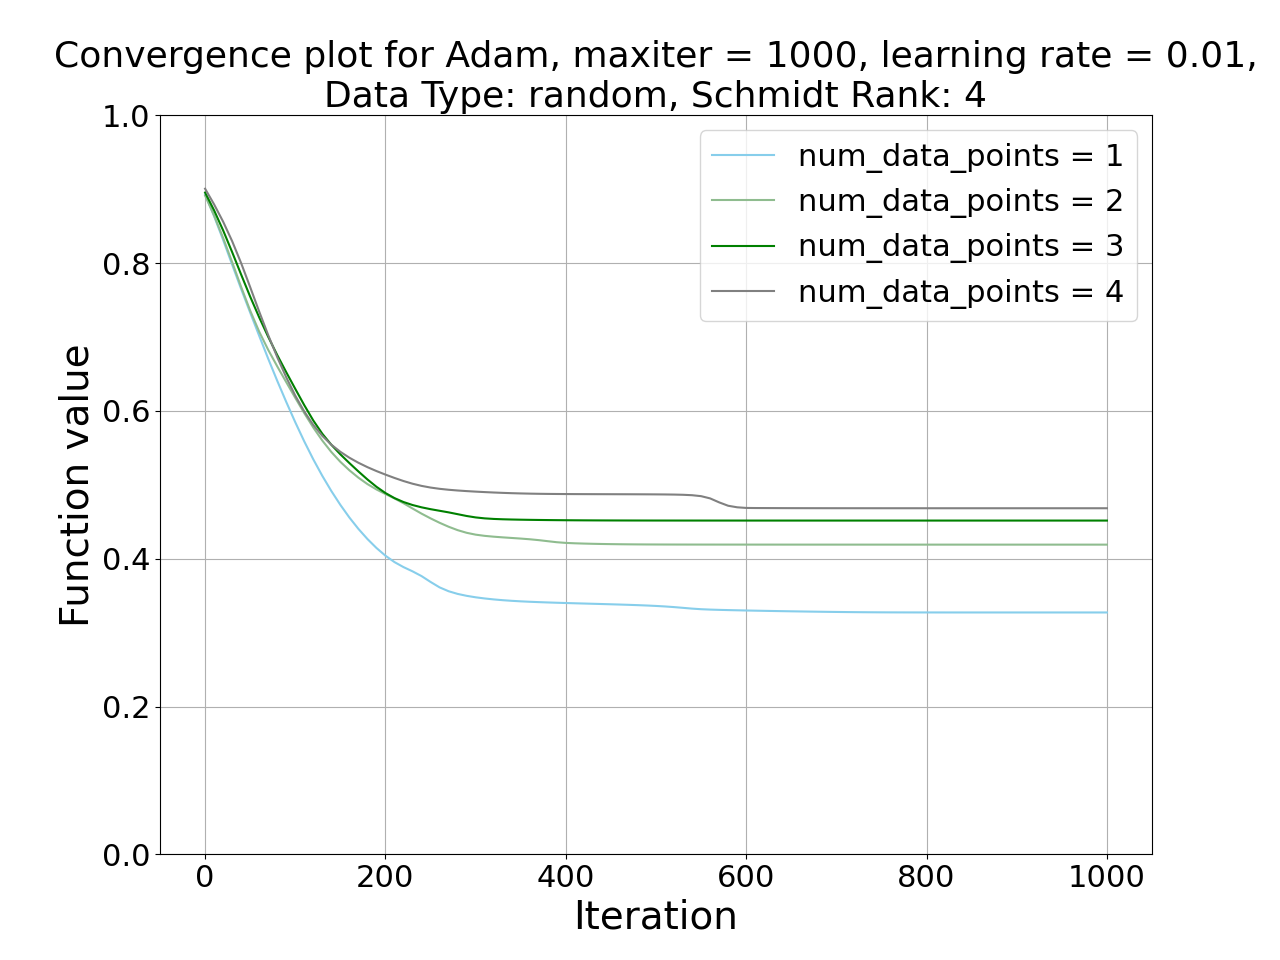 Convergence plot for Adam, maxiter = 1000, learning rate = 0.01,
Data Type: random, Schmidt Rank: 4
num_data_points = 1
num_data_points = 2
num_data_points = 3
num_data_points = 4
Function value
1.0
0.8
0.6
0.4
0.2
0.0
0 200 400 600 800 1000
Iteration